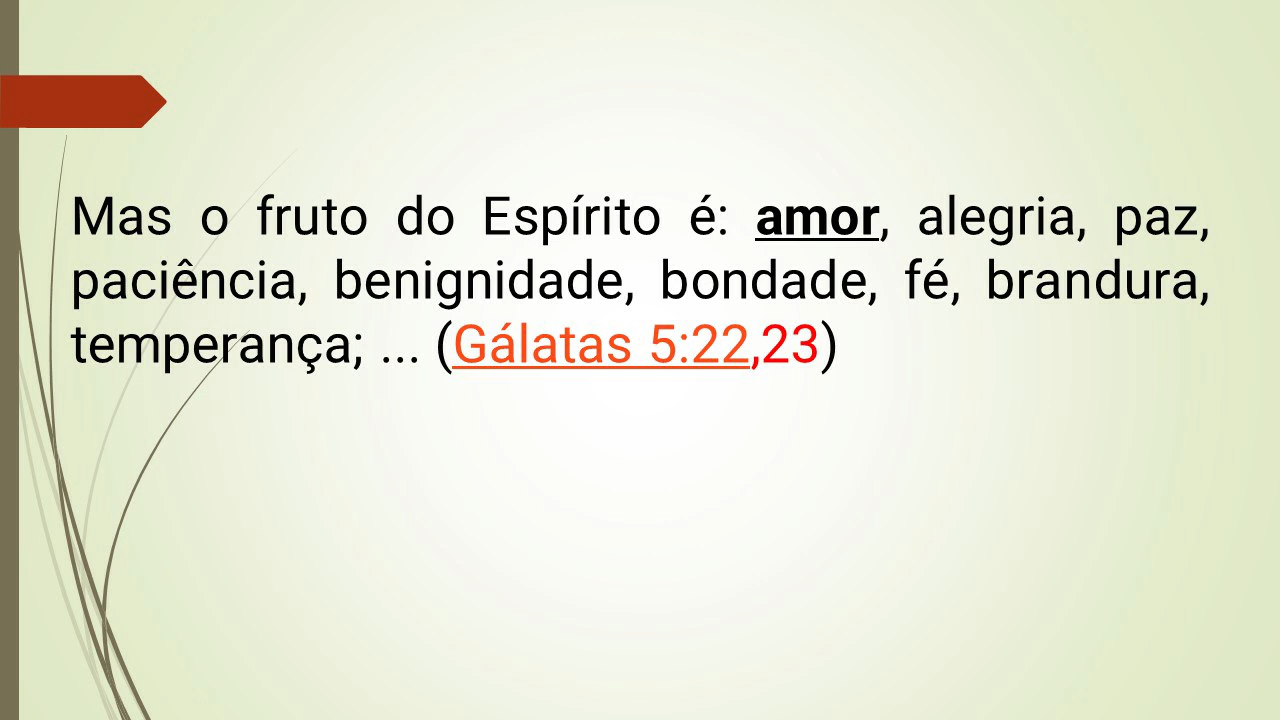 Mas o fruto do Espírito é: amor, alegria, paz,
paciência, benignidade, bondade, fé, brandura,
temperança; ... (Gálatas 5:22,23)